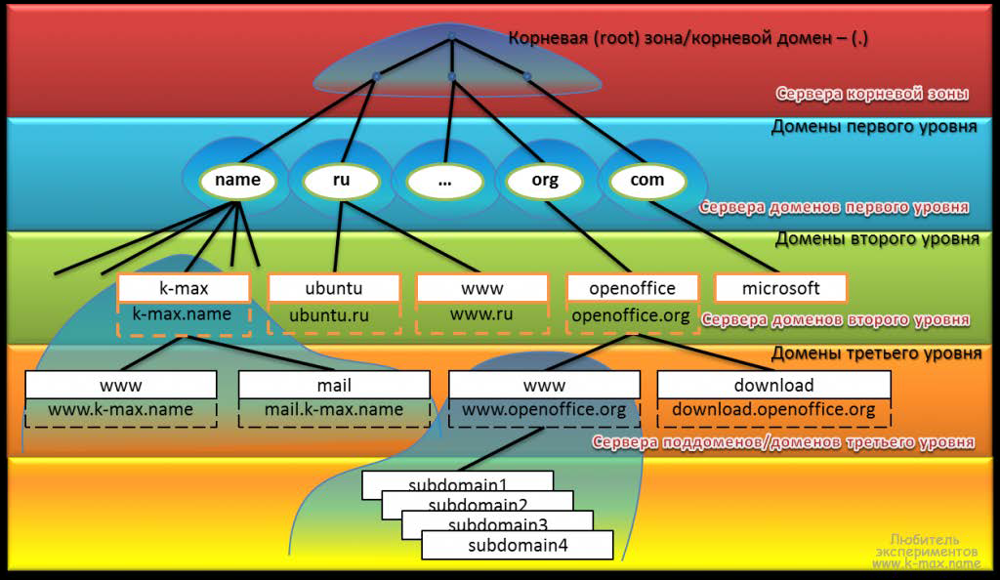 Корневая (root) зона/корневой домен – (.)
Сервера корневой зоны
Домены первого уровня
name
ru
...
org
com
Сервера доменов первого уровня
Домены второго уровня
k-max
ubuntu
www
openoffice
microsoft
k-max.name
ubuntu.ru
www.ru
openoffice.org
Сервера доменов второго уровня
Домены третьего уровня
www
mail
www
download
www.k-max.name
mail.k-max.name
www.openoffice.org
download.openoffice.org
Сервера поддоменов/доменов третьего уровня
subdomain1
subdomain2
subdomain3
subdomain4
Любитель
экспериментов
www.k-max.name